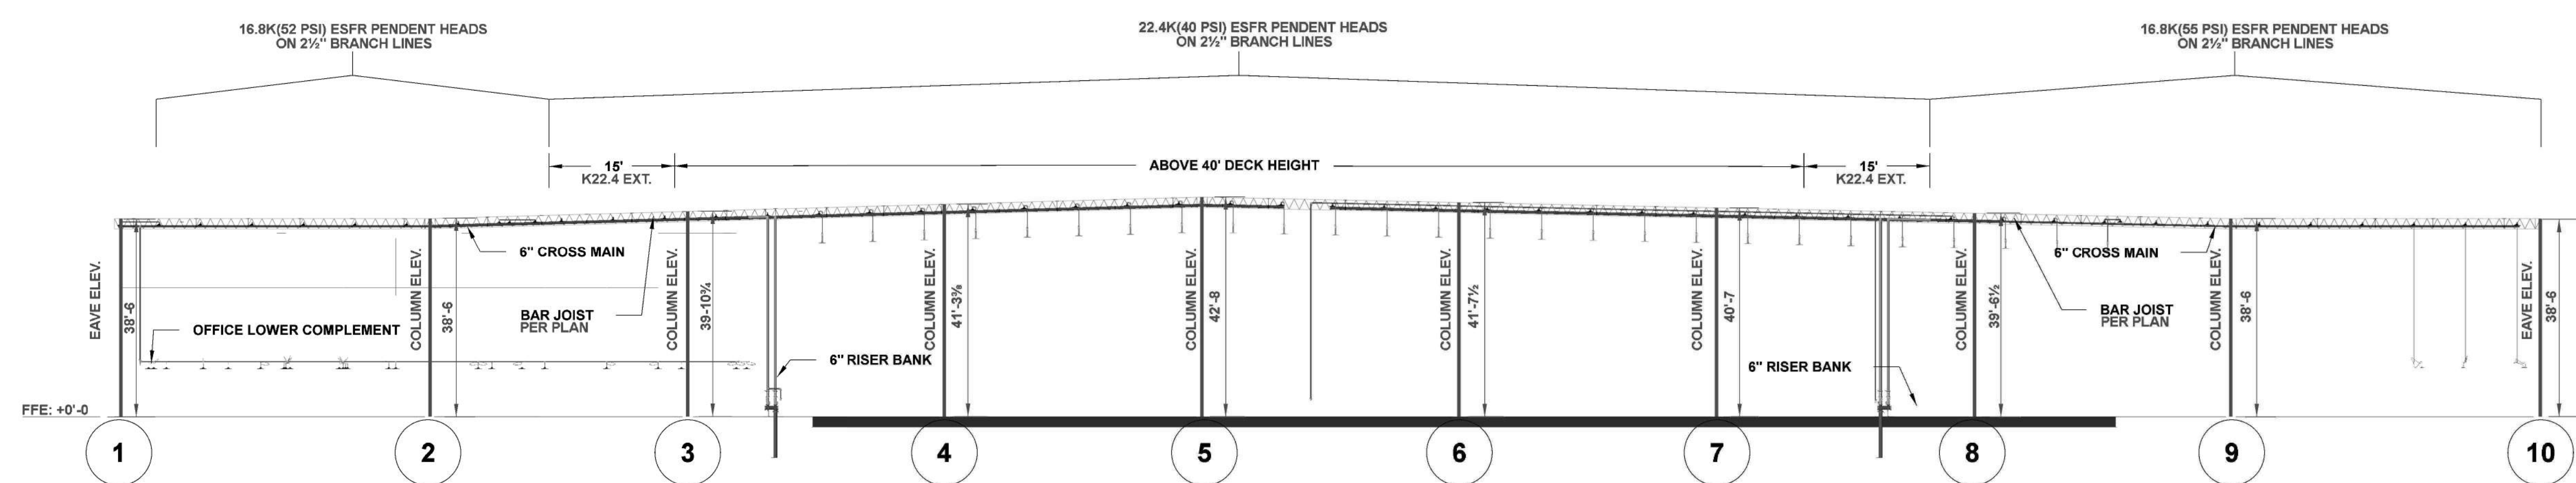 16.8K(52 PSI) ESFR PENDENT HEADS
ON 2½" BRANCH LINES
22.4K(40 PSI) ESFR PENDENT HEADS
ON 2½" BRANCH LINES
16.8K(55 PSI) ESFR PENDENT HEADS
ON 2½" BRANCH LINES
15'
K22.4 EXT.
ABOVE 40' DECK HEIGHT
15'
K22.4 EXT.
EAVE ELEV.
38'-6
OFFICE LOWER COMPLEMENT
COLUMN ELEV.
38'-6
6" CROSS MAIN
BAR JOIST
PER PLAN
COLUMN ELEV.
39-10¾
6" RISER BANK
COLUMN ELEV.
41'-3⅜
COLUMN ELEV.
42'-8
COLUMN ELEV.
41'-7½
COLUMN ELEV.
40'-7
6" RISER BANK
COLUMN ELEV.
39'-6½
6" CROSS MAIN
BAR JOIST
PER PLAN
COLUMN ELEV.
38'-6
EAVE ELEV.
38'-6
FFE: +0'-0
1
2
3
4
5
6
7
8
9
10